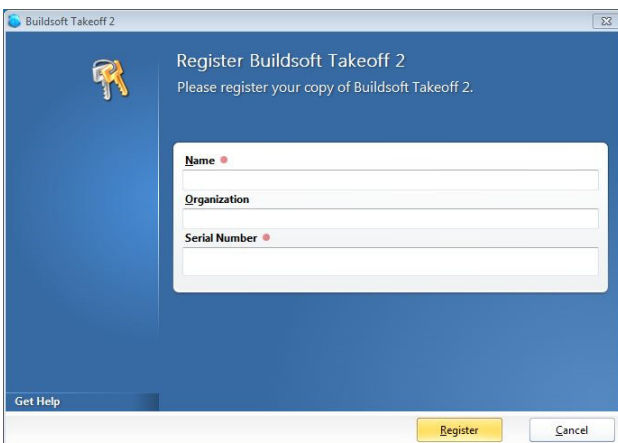 Buildsoft Takeoff 2
Register Buildsoft Takeoff 2
Please register your copy of Buildsoft Takeoff 2.
Name
Organization
Serial Number
Get Help
Register
Cancel